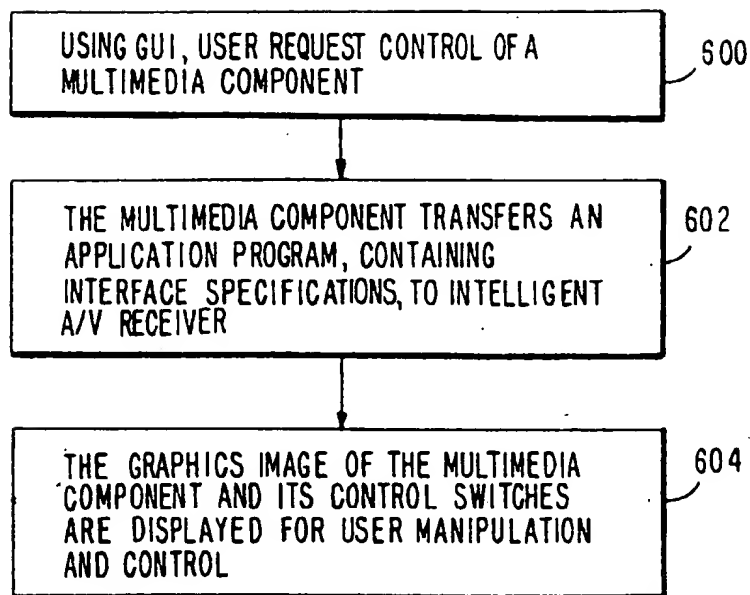 USING GUI, USER REQUEST CONTROL OF A
MULTIMEDIA COMPONENT
600
THE MULTIMEDIA COMPONENT TRANSFERS AN
APPLICATION PROGRAM, CONTAINING
INTERFACE SPECIFICATIONS, TO INTELLIGENT
A/V RECEIVER
602
THE GRAPHICS IMAGE OF THE MULTIMEDIA
COMPONENT AND ITS CONTROL SWITCHES
ARE DISPLAYED FOR USER MANIPULATION
AND CONTROL
604